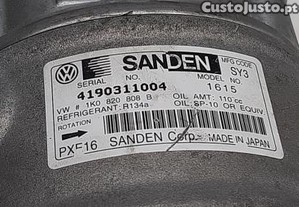 CustoJusto.pt
SANDEN
MFG CODE
SY3
SERIAL NO.
MODEL NO
4190311004
1615
VW # 1K0 820 808 B
OIL AMT. 110 cc
REFRIGERANT:R134a
OIL:SP-10 OR EQUIV
ROTATION
PXE16
SANDEN Corp. MADE IN JAPAN